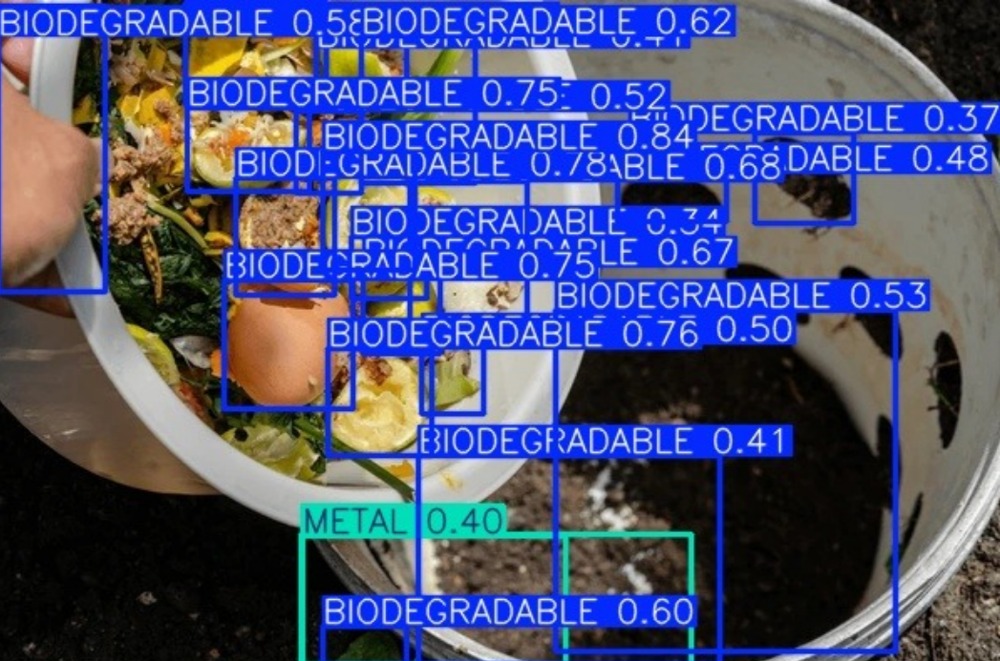 BIODEGRADABLE 0.58
BIODEGRADABLE 0.62
BIODEGRADABLE 0.75
0.52
BIODEGRADABLE 0.37
BIODEGRADABLE 0.84
BIODEGRADABLE 0.78
0.68
DABLE 0.48
BIODEGRADABLE 0.34
0.67
BIODEGRADABLE 0.75
BIODEGRADABLE 0.53
BIODEGRADABLE 0.76
0.50
BIODEGRADABLE 0.41
METAL 0.40
BIODEGRADABLE 0.60